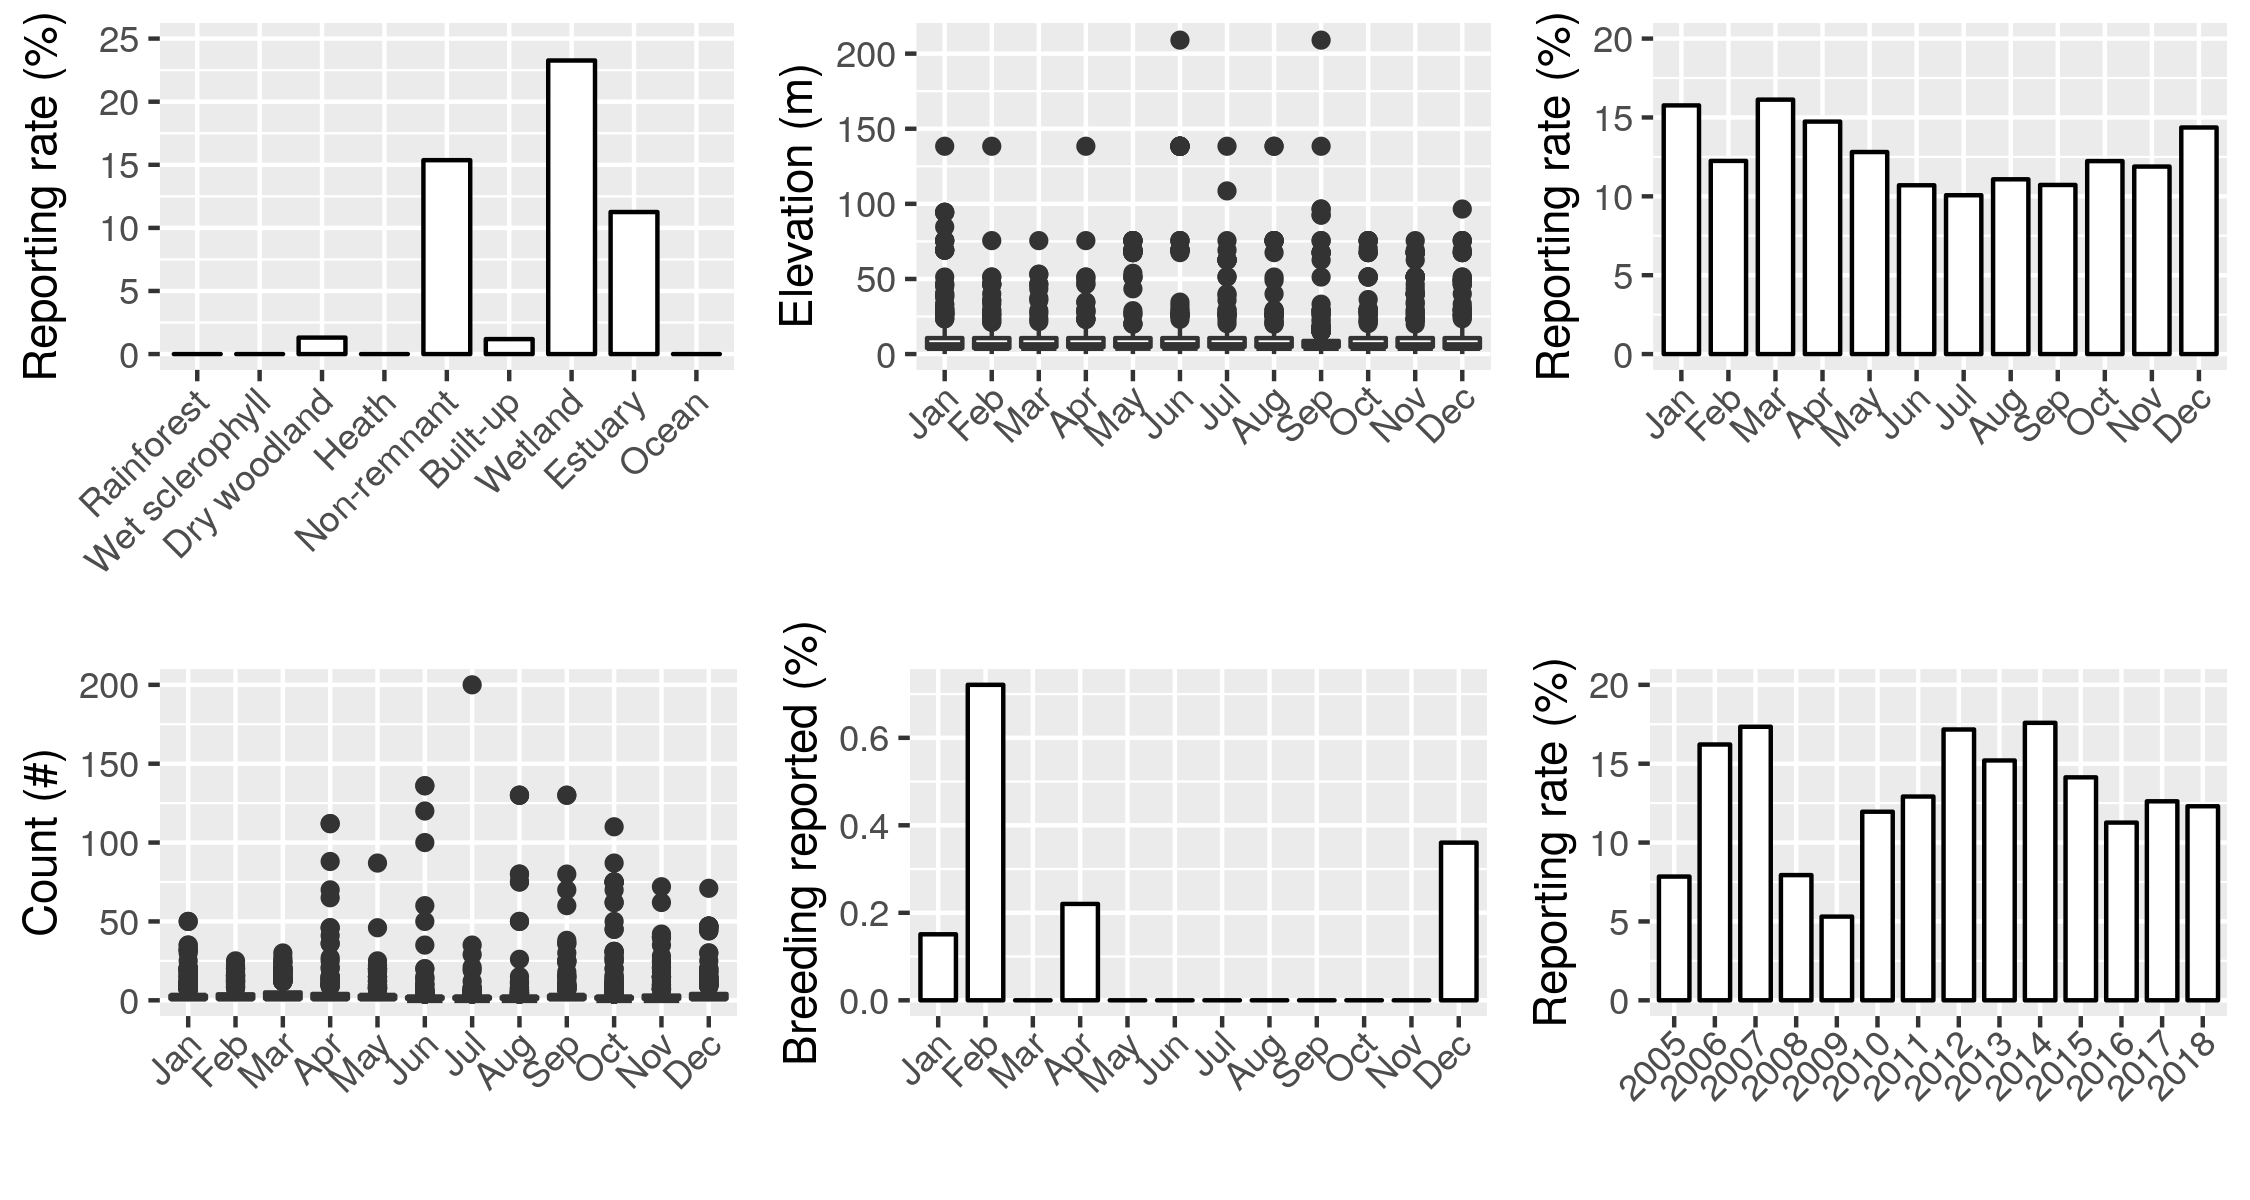 Reporting rate (%)
25
20
15
10
5
0
Rainforest
Wet sclerophyll
Dry woodland
Heath
Non-remnant
Built-up
Wetland
Estuary
Ocean
Elevation (m)
200
150
100
50
0
Jan
Feb
Mar
Apr
May
Jun
Jul
Aug
Sep
Oct
Nov
Dec
Reporting rate (%)
20
15
10
5
0
Jan
Feb
Mar
Apr
May
Jun
Jul
Aug
Sep
Oct
Nov
Dec
Count (#)
200
150
100
50
0
Jan
Feb
Mar
Apr
May
Jun
Jul
Aug
Sep
Oct
Nov
Dec
Breeding reported (%)
0.6
0.4
0.2
0.0
Jan
Feb
Mar
Apr
May
Jun
Jul
Aug
Sep
Oct
Nov
Dec
Reporting rate (%)
20
15
10
5
0
2005
2006
2007
2008
2009
2010
2011
2012
2013
2014
2015
2016
2017
2018